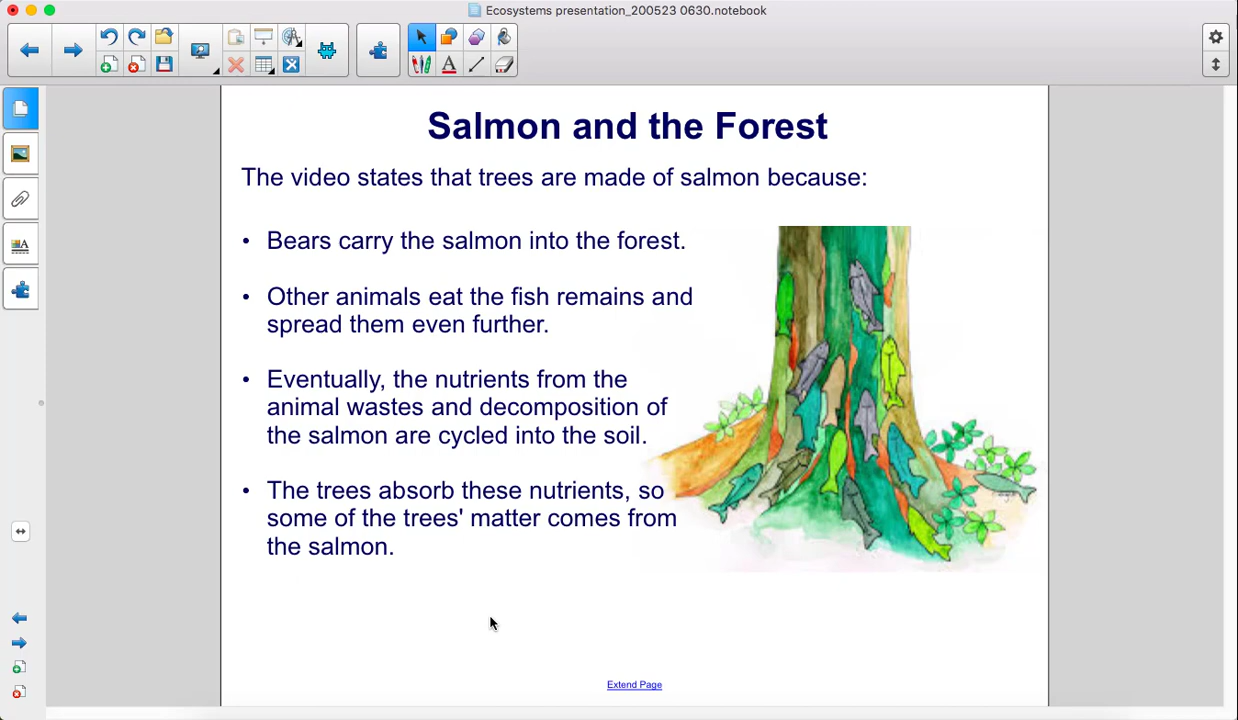 Ecosystems presentation_200523 0630.notebook
Salmon and the Forest
The video states that trees are made of salmon because:
• Bears carry the salmon into the forest.
• Other animals eat the fish remains and
spread them even further.
• Eventually, the nutrients from the
animal wastes and decomposition of
the salmon are cycled into the soil.
• The trees absorb these nutrients, so
some of the trees' matter comes from
the salmon.
Extend Page